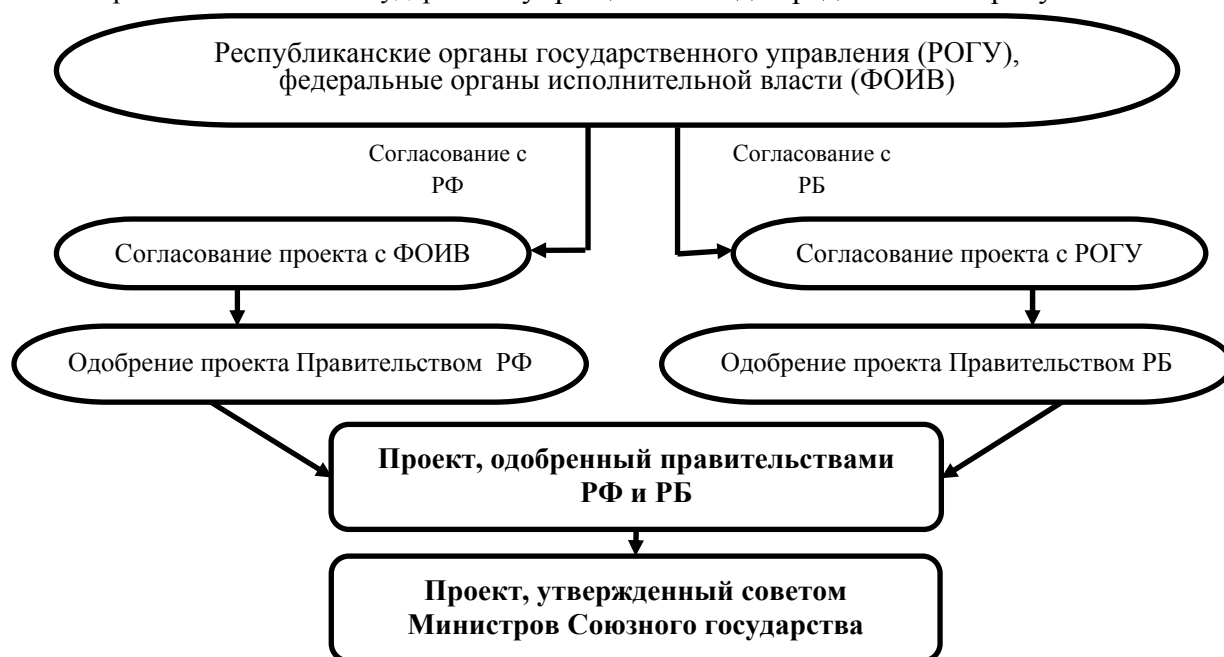 Республиканские органы государственного управления (РОГУ),
федеральные органы исполнительной власти (ФОИВ)
Согласование с
РФ
Согласование с
РБ
Согласование проекта с ФОИВ
Согласование проекта с РОГУ
Одобрение проекта Правительством РФ
Одобрение проекта Правительством РБ
Проект, одобренный правительствами
РФ и РБ
Проект, утвержденный советом
Министров Союзного государства